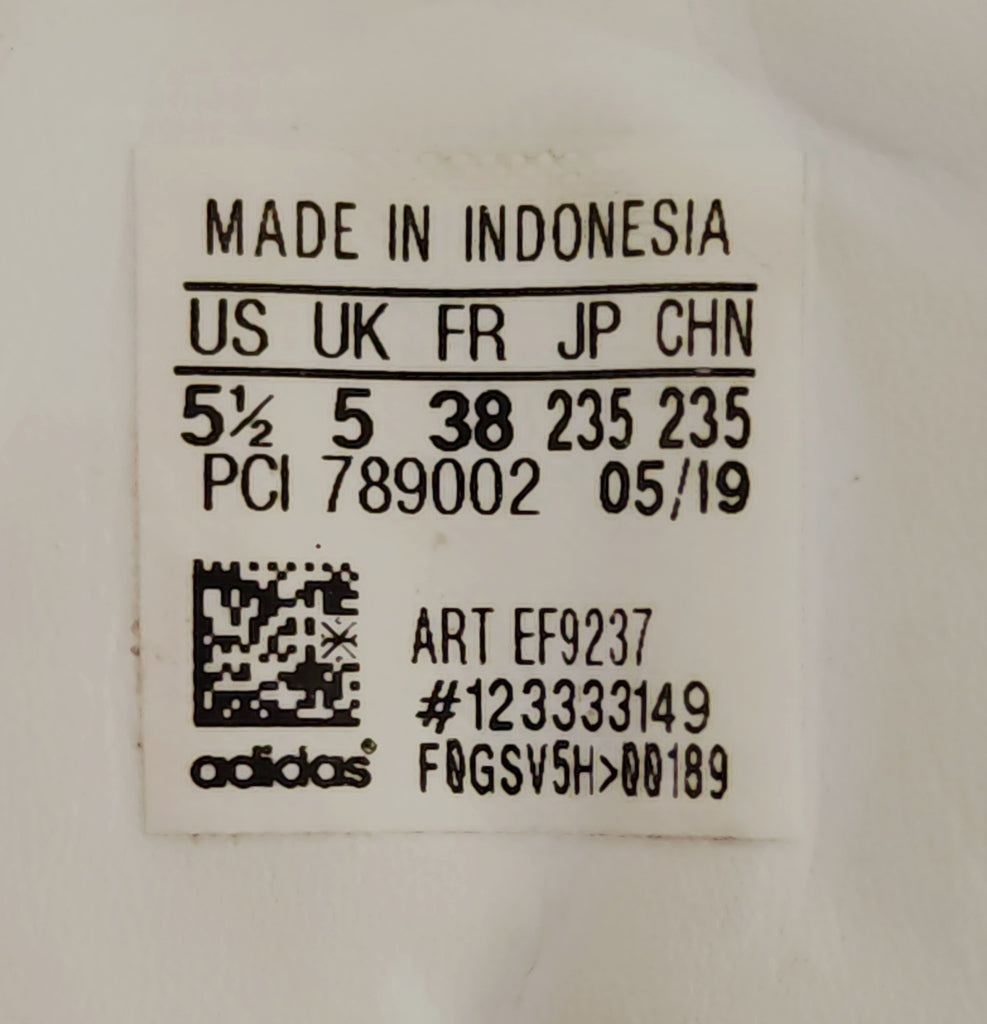 MADE IN INDONESIA
US UK FR JP CHN
5½ 5 38 235 235
PCI 789002 05/19
ART EF9237
#123333149
adidas® F0GSV5H>00189